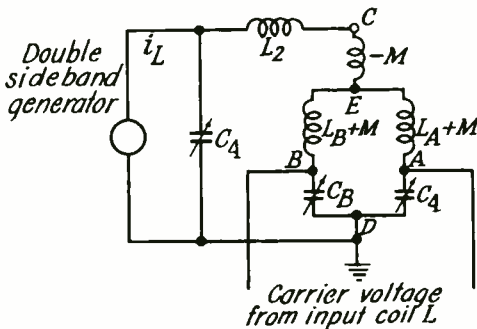 C
Double
sideband
generator
i_L
L_2
-M
E
C_4
L_B+M
L_A+M
B
A
C_B
C_4
D
Carrier voltage
from input coil L